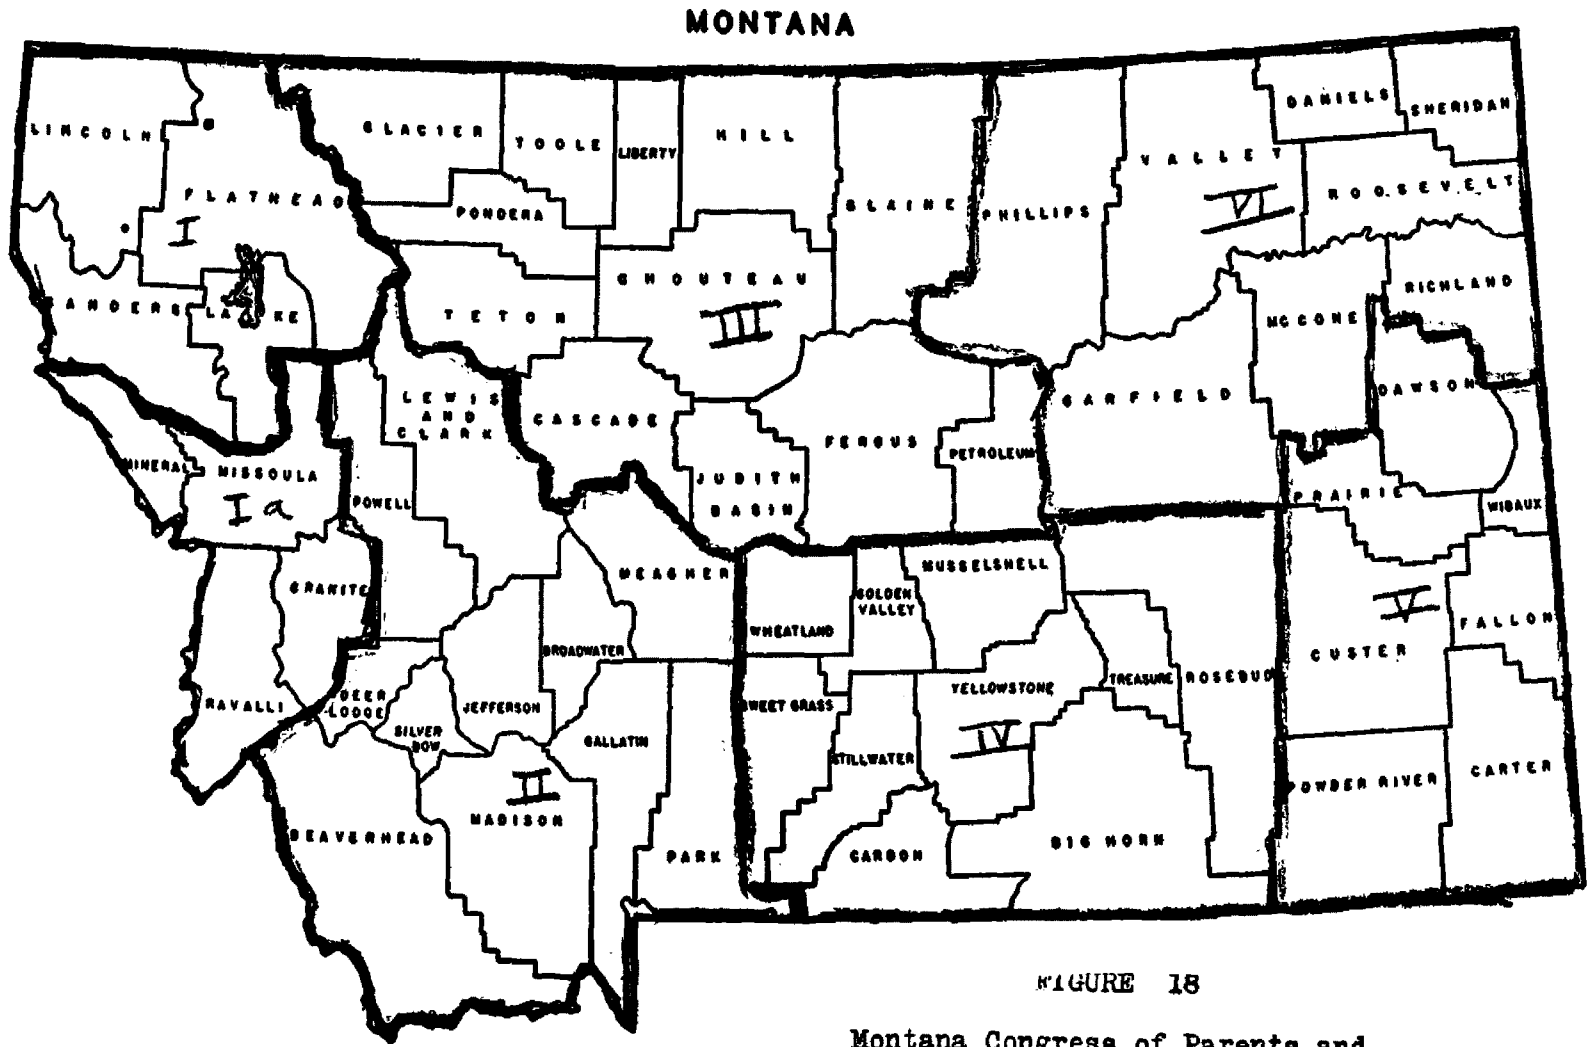 MONTANA
LINCOLN
FLATHEAD
I
SANDERS
LAKE
GLACIER
TOOLE
LIBERTY
HILL
PONDERA
TETON
CHOUTEAU
III
BLAINE
PHILLIPS
VALLEY
VI
DANIELS
SHERIDAN
ROOSEVELT
RICHLAND
MCCONE
DAWSON
GARFIELD
PRAIRIE
WIBAUX
LEWIS
AND
CLARK
CASCADE
JUDITH
BASIN
FERGUS
PETROLEUM
MINERAL
MISSOULA
Ia
POWELL
GRANITE
RAVALLI
DEER
LODGE
SILVER
BOW
JEFFERSON
BROADWATER
MEAGHER
GALLATIN
PARK
MADISON
II
BEAVERHEAD
WHEATLAND
GOLDEN
VALLEY
MUSSELSHELL
SWEET GRASS
STILLWATER
YELLOWSTONE
IV
TREASURE
ROSEBUD
CARBON
BIG HORN
CUSTER
V
FALLON
POWDER RIVER
CARTER
FIGURE 18
Montana Congress of Parents and